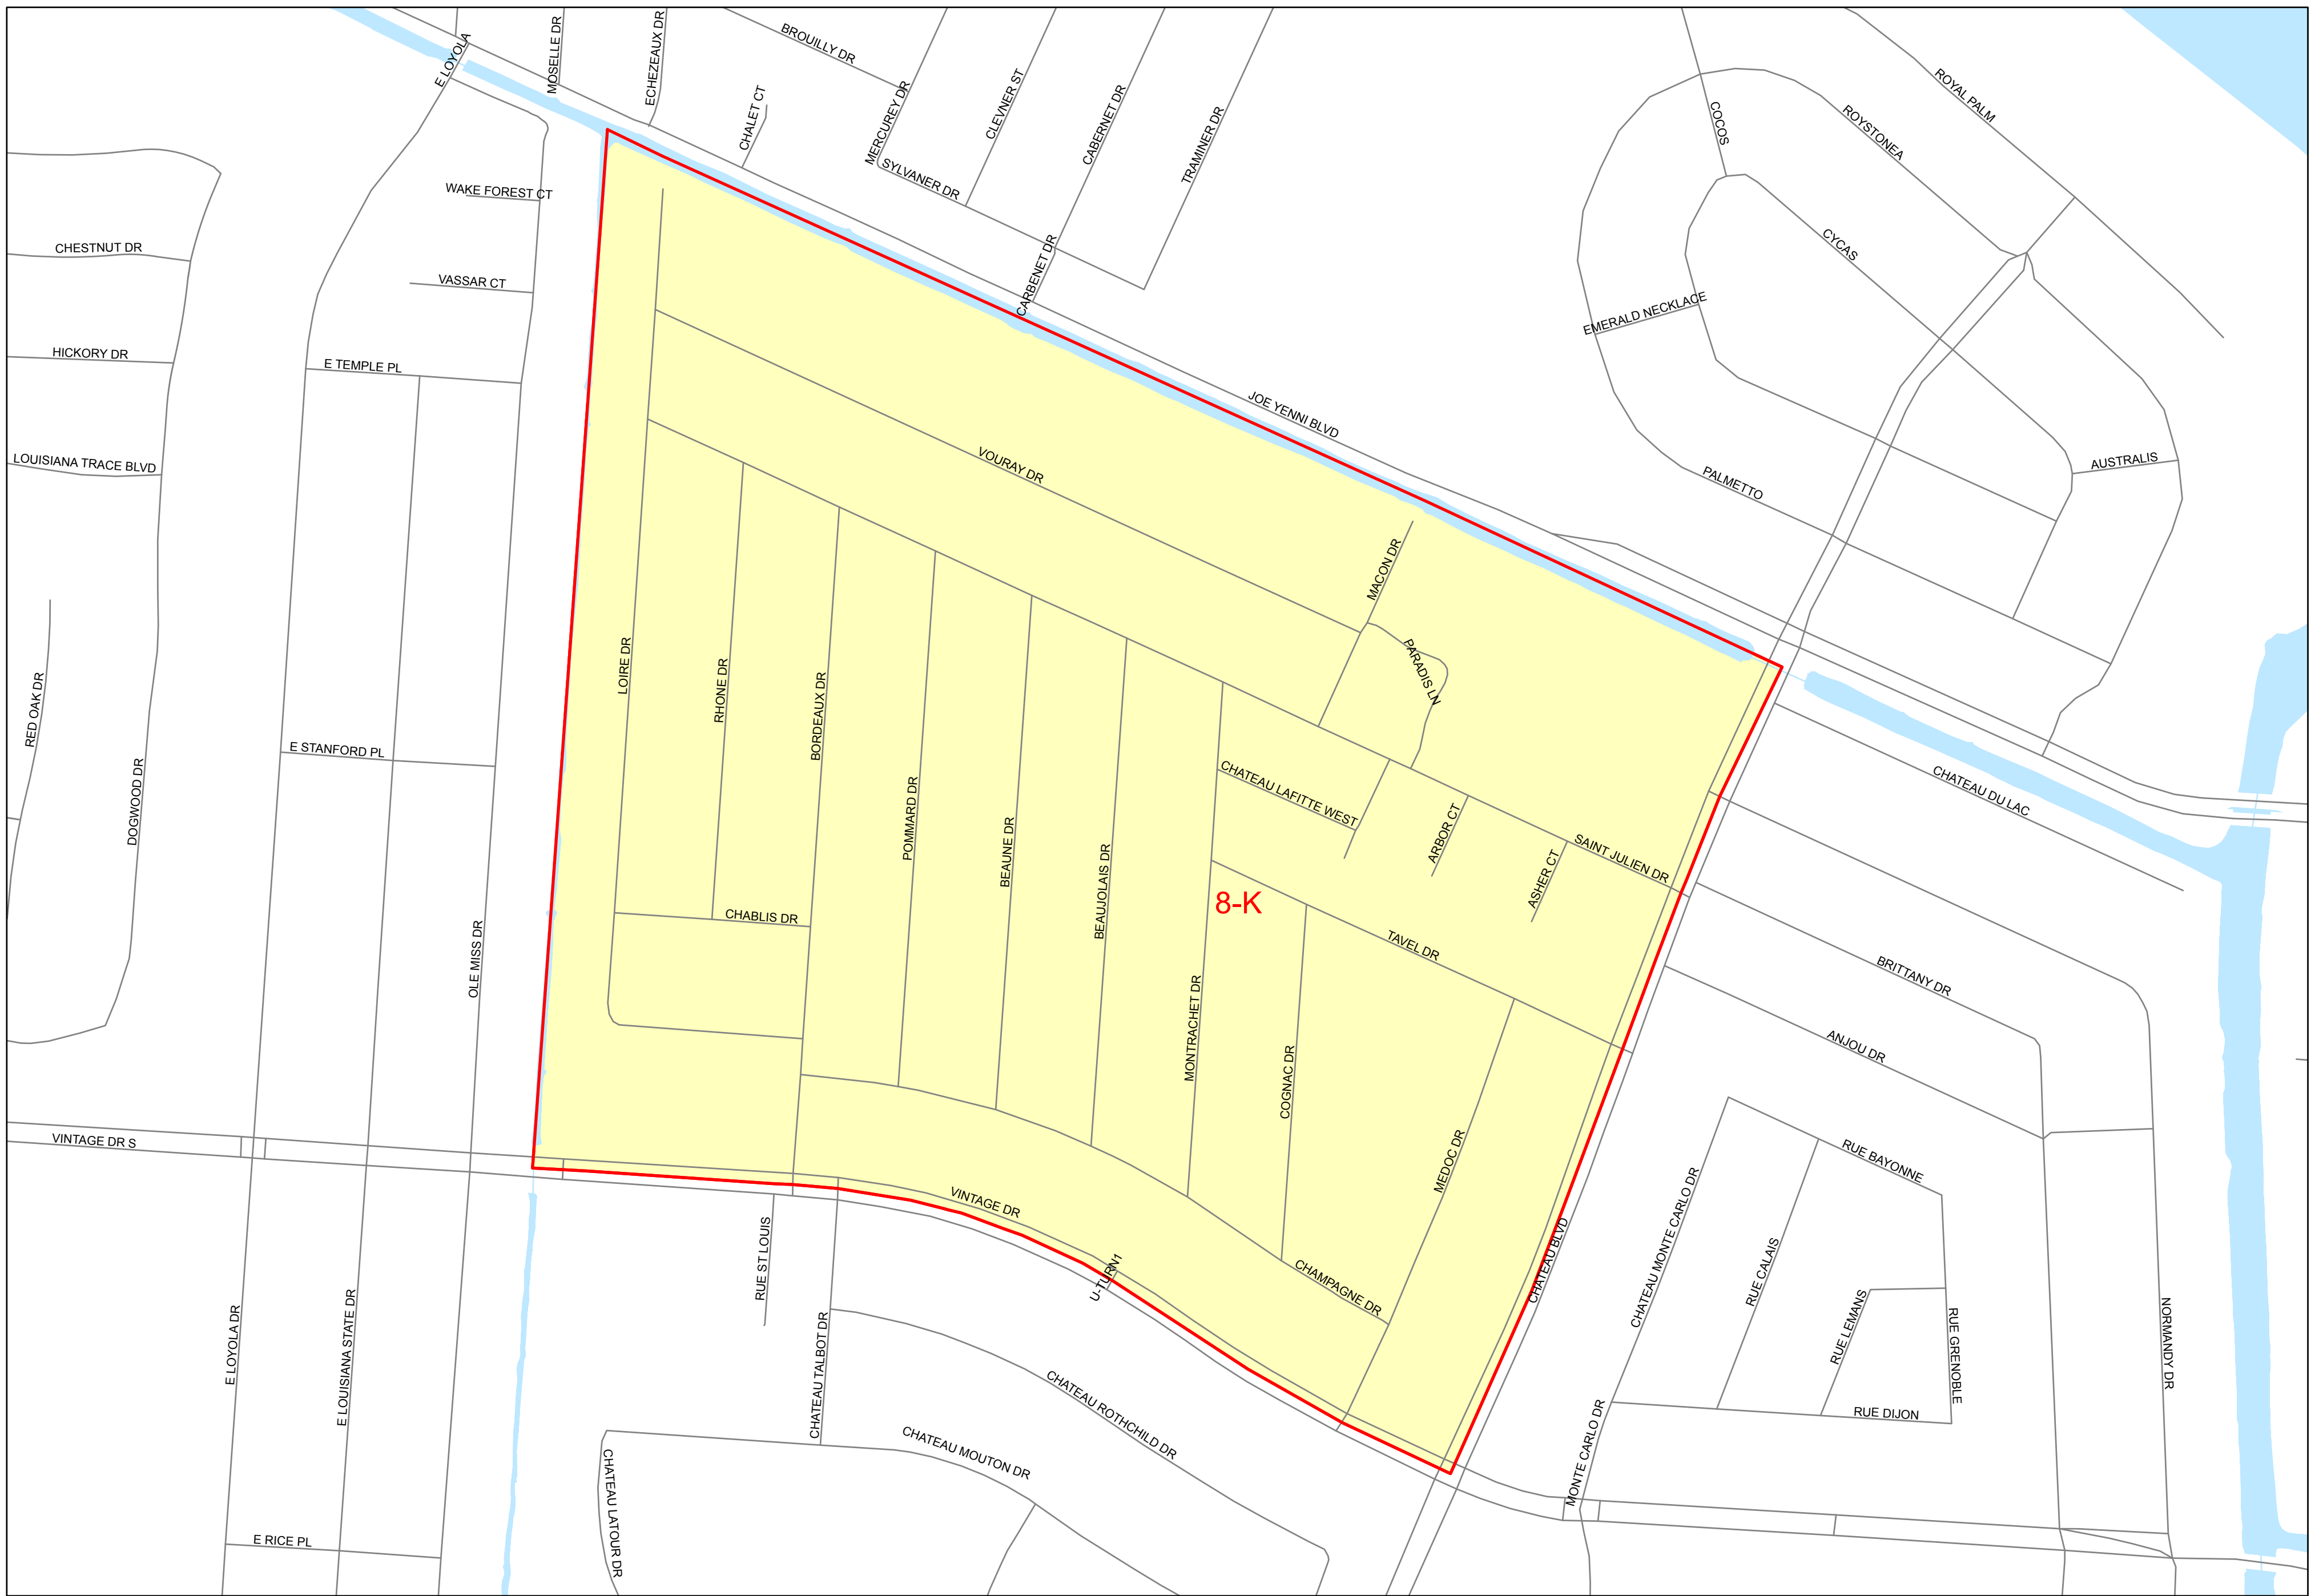 E LOYOLA
MOSELLE DR
ECHEZEAUX DR
BROUILLY DR
CHALET CT
MERCUREY DR
CLEVNER ST
CABERNET DR
TRAMINER DR
SYLVANER DR
CARBENET DR
COCOS
ROYSTONEA
ROYAL PALM
CYCAS
EMERALD NECKLACE
PALMETTO
AUSTRALIS
WAKE FOREST CT
CHESTNUT DR
VASSAR CT
HICKORY DR
E TEMPLE PL
LOUISIANA TRACE BLVD
JOE YENNI BLVD
VOURAY DR
MACON DR
PARADIS LN
LOIRE DR
RHONE DR
BORDEAUX DR
RED OAK DR
E STANFORD PL
DOGWOOD DR
POMMARD DR
BEAUNE DR
BEAUJOLAIS DR
CHATEAU LAFITTE WEST
ARBOR CT
ASHER CT
SAINT JULIEN DR
CHATEAU DU LAC
8-K
CHABLIS DR
TAVEL DR
BRITTANY DR
OLE MISS DR
MONTRACHET DR
COGNAC DR
ANJOU DR
VINTAGE DR S
MEDOC DR
RUE BAYONNE
VINTAGE DR
RUE ST LOUIS
U-TURN1
CHAMPAGNE DR
CHATEAU BLVD
CHATEAU MONTE CARLO DR
RUE CALAIS
RUE LEMANS
RUE GRENOBLE
NORMANDY DR
E LOYOLA DR
E LOUISIANA STATE DR
CHATEAU TALBOT DR
CHATEAU ROTHCHILD DR
RUE DIJON
CHATEAU MOUTON DR
MONTE CARLO DR
CHATEAU LATOUR DR
E RICE PL